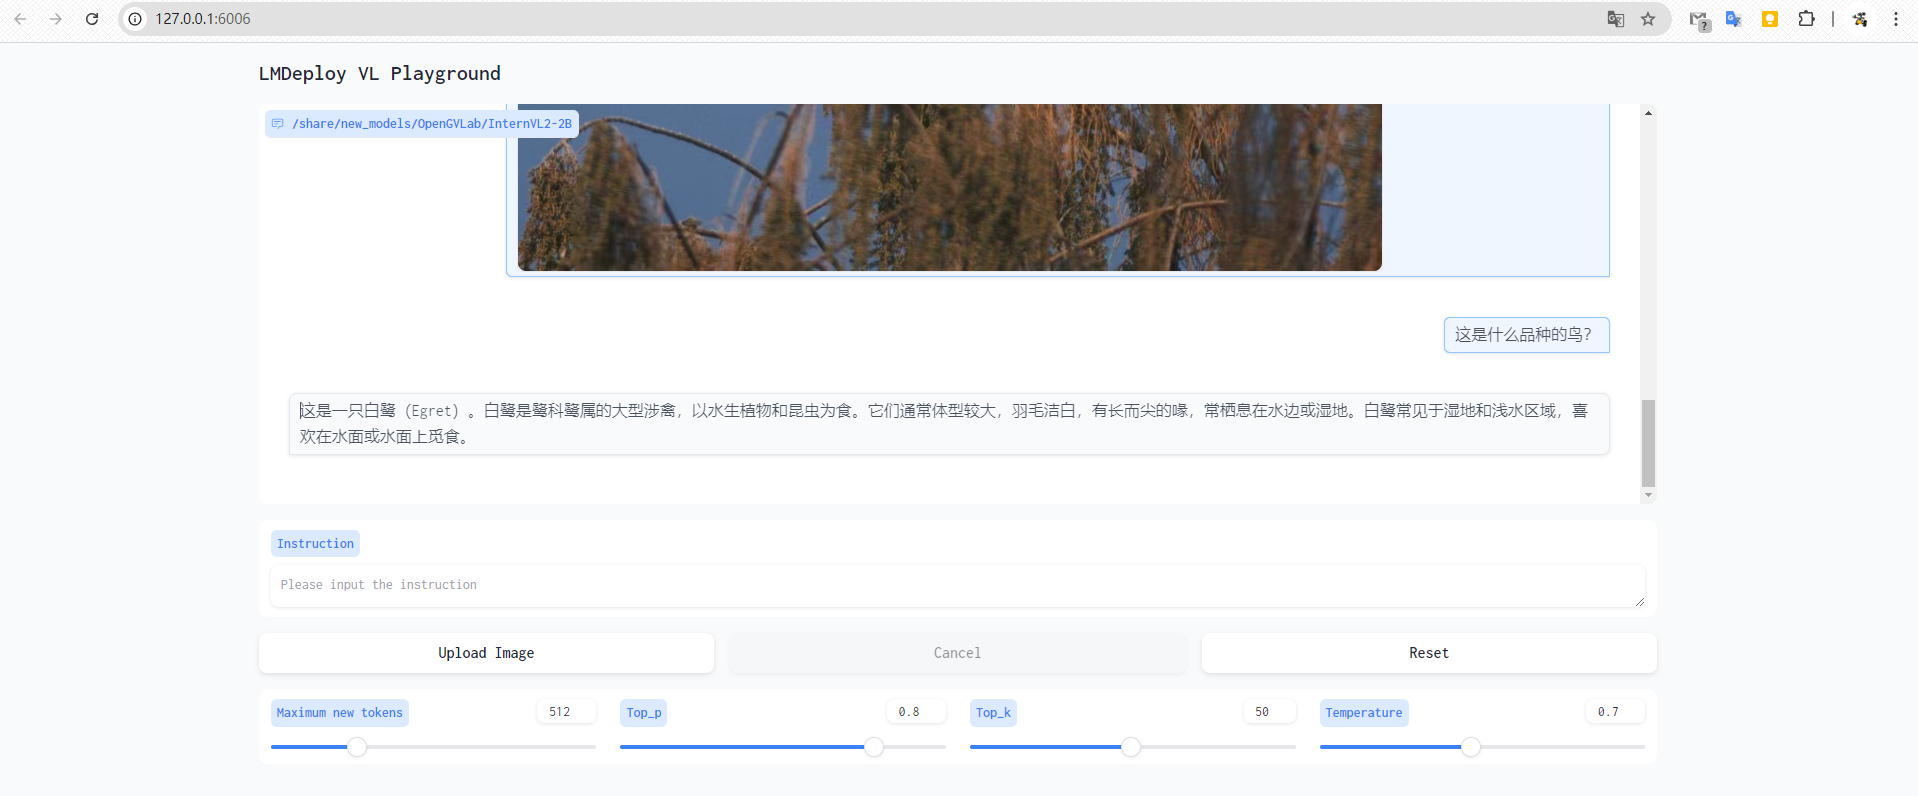 127.0.0.1:6006
LMDeploy VL Playground
/share/new_models/OpenGVLab/InternVL2-2B
这是什么品种的鸟?
这是一只白鹭（Egret）。白鹭是鹭科鹭属的大型涉禽，以水生植物和昆虫为食。它们通常体型较大，羽毛洁白，有长而尖的喙，常栖息在水边或湿地。白鹭常见于湿地和浅水区域，喜
欢在水面或水面上觅食。
Instruction
Please input the instruction
Upload Image Cancel Reset
Maximum new tokens 512 Top_p 0.8 Top_k 50 Temperature 0.7